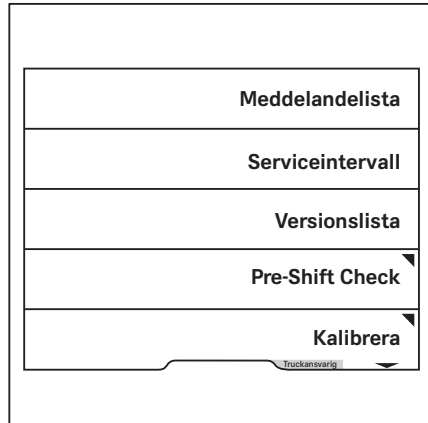 Meddelandelista
Serviceintervall
Versionslista
Pre-Shift Check
Kalibrera
Truckansvarig